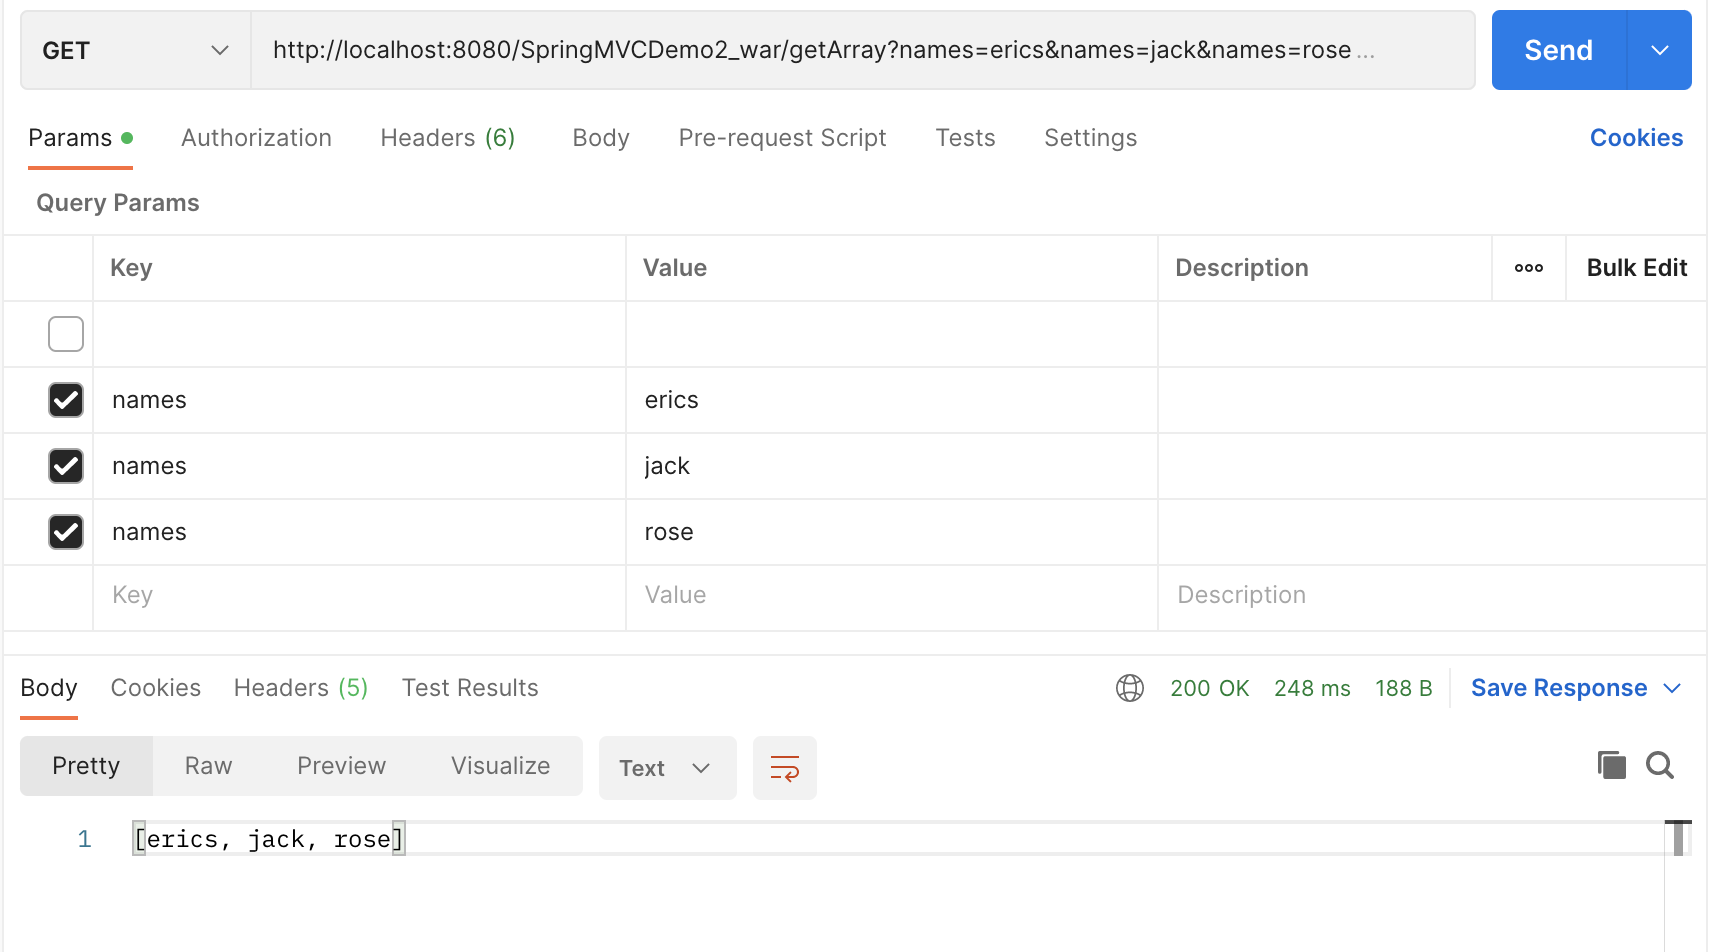 GET http://localhost:8080/SpringMVCDemo2_war/getArray?names=erics&names=jack&names=rose ... Send
Params Authorization Headers (6) Body Pre-request Script Tests Settings Cookies
Query Params
Key Value Description ooo Bulk Edit
names erics
names jack
names rose
Key Value Description
Body Cookies Headers (5) Test Results 200 OK 248 ms 188 B Save Response
Pretty Raw Preview Visualize Text
1 [erics, jack, rose]